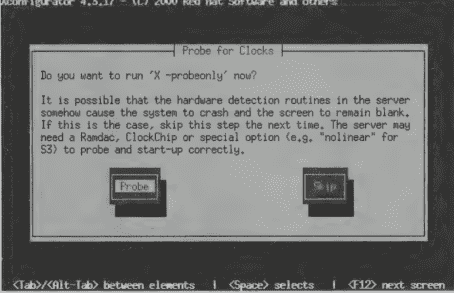 Xconfigurator 4.3.17 - (C) 2000 Red Hat Software and others
Probe for Clocks
Do you want to run 'X -probeonly' now?
It is possible that the hardware detection routines in the server
somehow cause the system to crash and the screen to remain blank.
If this is the case, skip this step the next time. The server may
need a Ramdac, ClockChip or special option (e.g. "nolinear" for
S3) to probe and start-up correctly.
Probe Skip
<Tab>/<Alt-Tab> between elements | <Space> selects | <F12> next screen